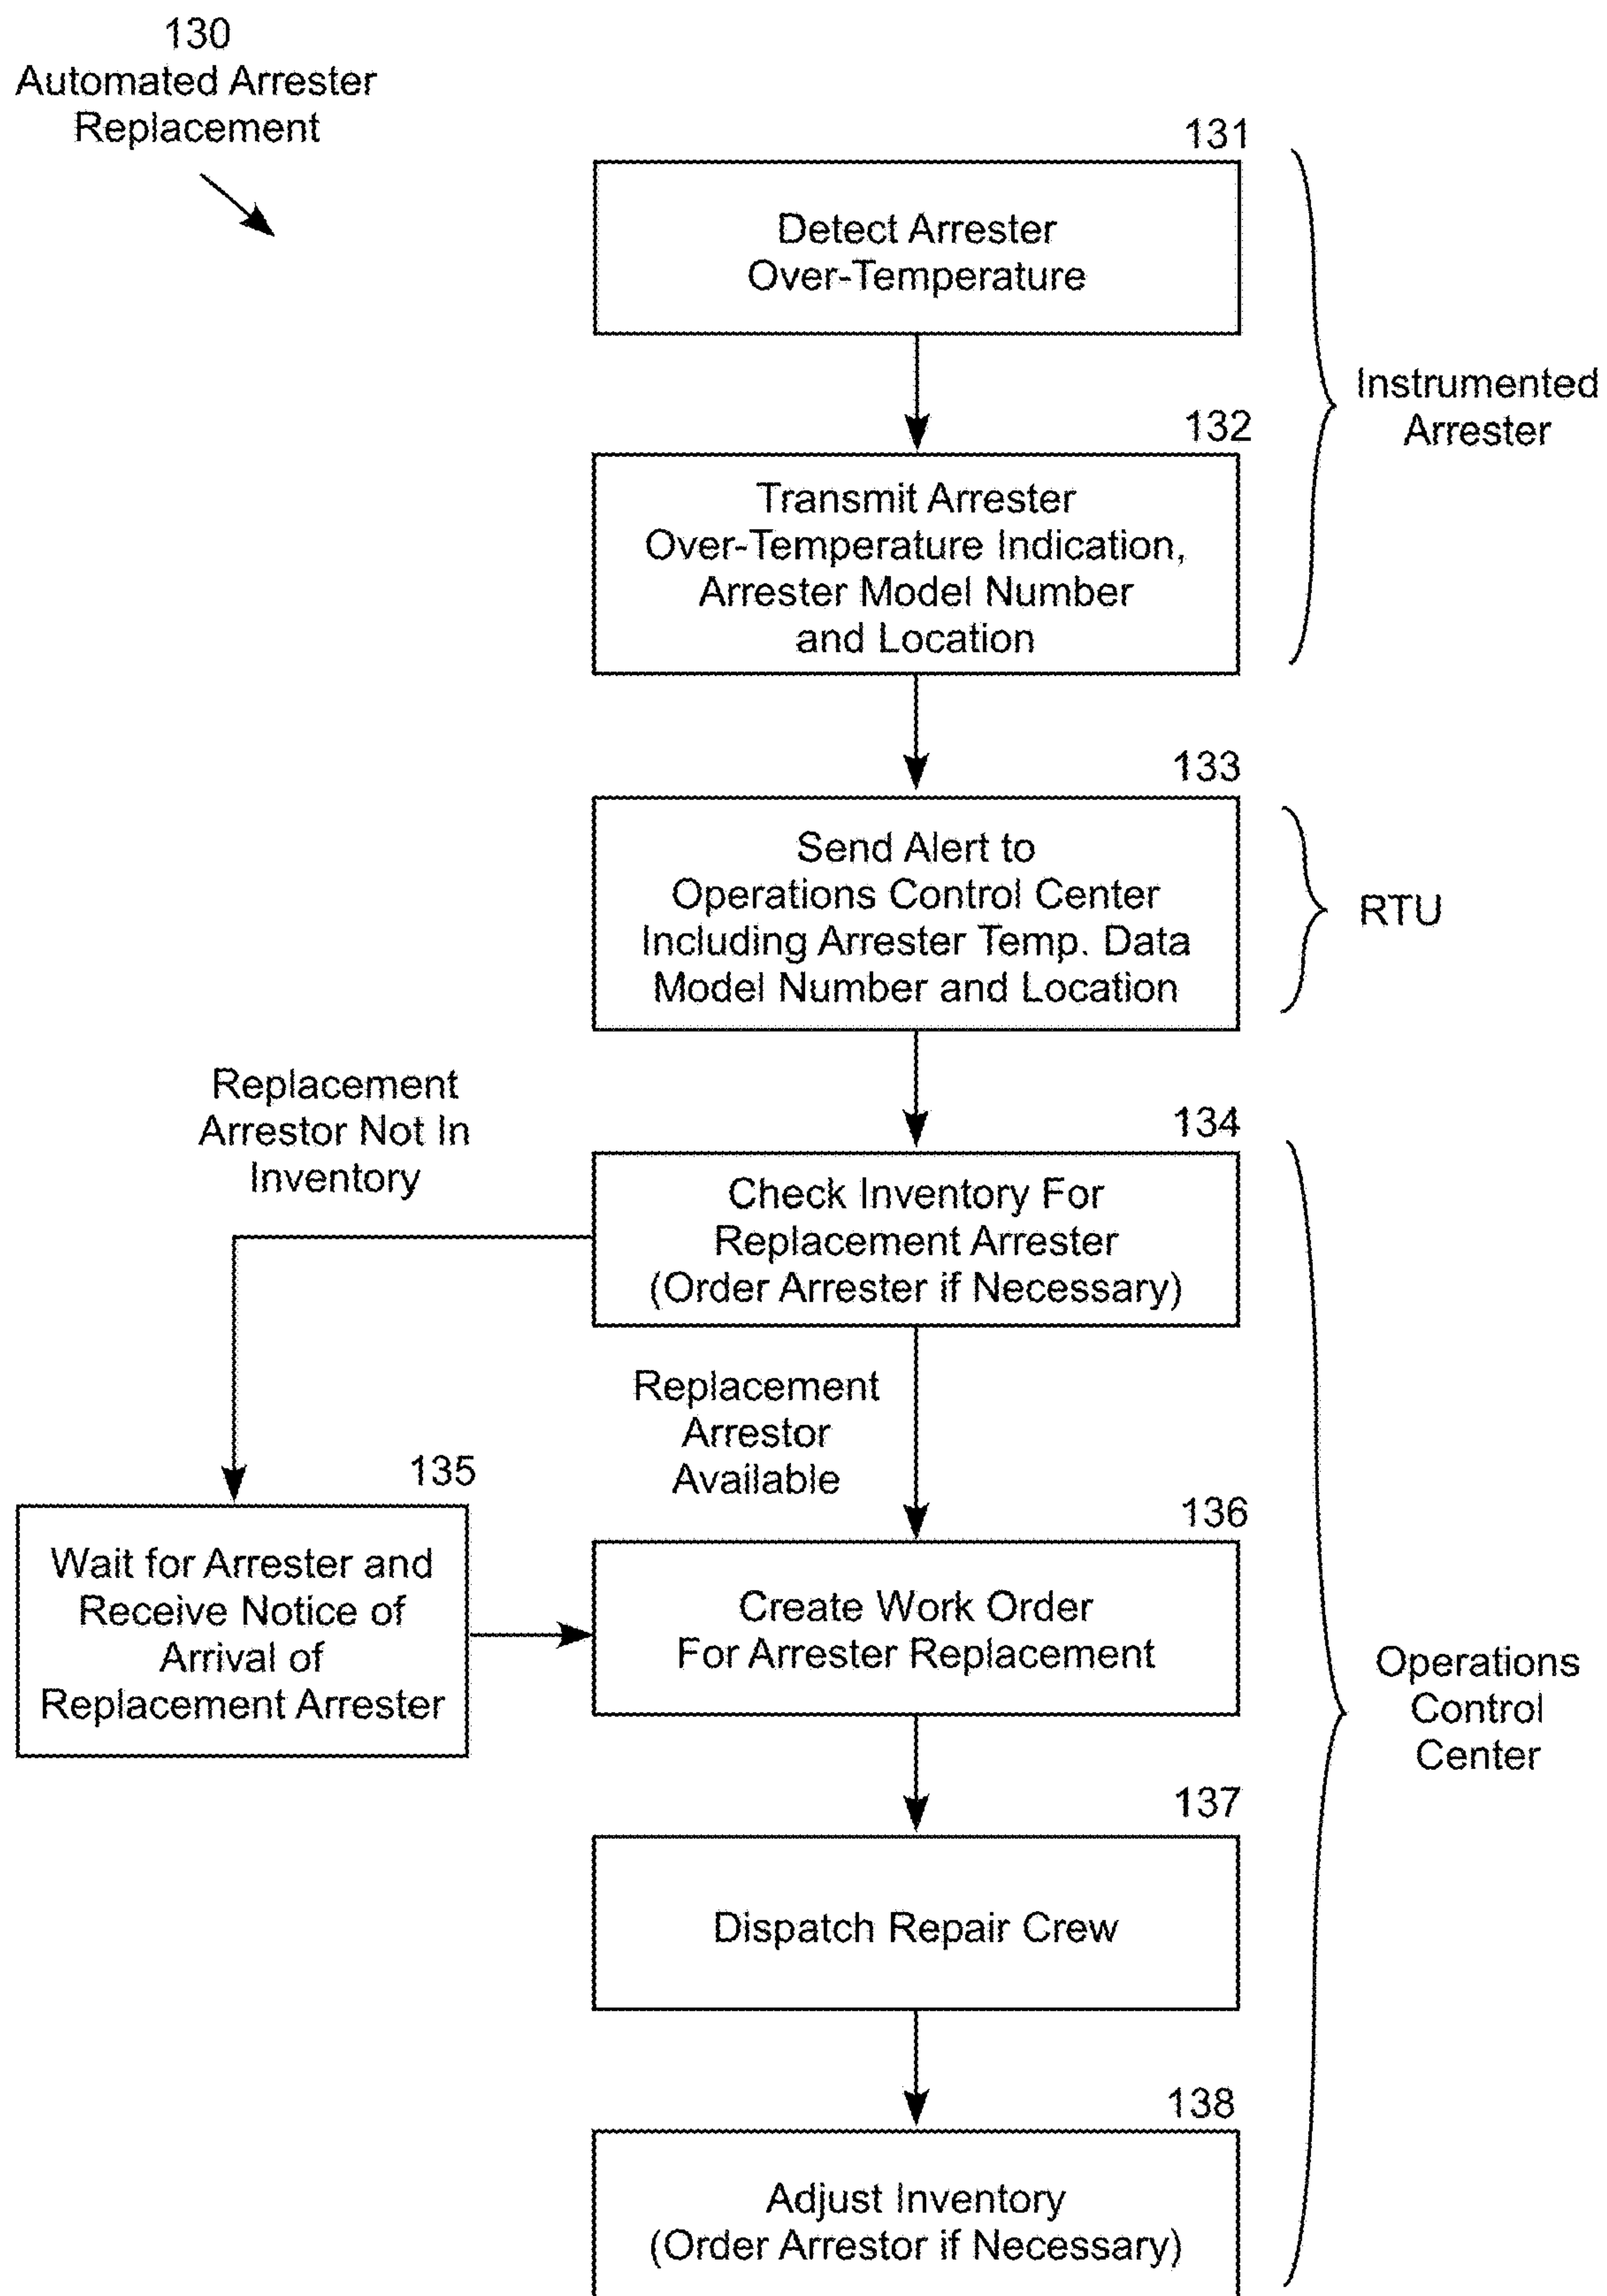 130
Automated Arrester
Replacement
131
Detect Arrester
Over-Temperature
Instrumented
Arrester
132
Transmit Arrester
Over-Temperature Indication,
Arrester Model Number
and Location
133
Send Alert to
Operations Control Center
Including Arrester Temp. Data
Model Number and Location
RTU
Replacement
Arrestor Not In
Inventory
134
Check Inventory For
Replacement Arrester
(Order Arrester if Necessary)
Replacement
Arrestor
Available
135
Wait for Arrester and
Receive Notice of
Arrival of
Replacement Arrester
136
Create Work Order
For Arrester Replacement
Operations
Control
Center
137
Dispatch Repair Crew
138
Adjust Inventory
(Order Arrestor if Necessary)